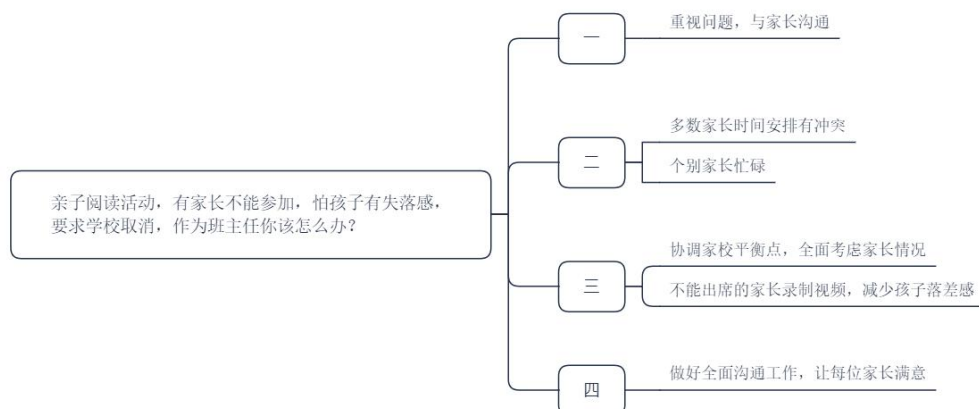 亲子阅读活动，有家长不能参加，怕孩子有失落感，
要求学校取消，作为班主任你该怎么办？
一
重视问题，与家长沟通
二
多数家长时间安排有冲突
个别家长忙碌
三
协调家校平衡点，全面考虑家长情况
不能出席的家长录制视频，减少孩子落差感
四
做好全面沟通工作，让每位家长满意